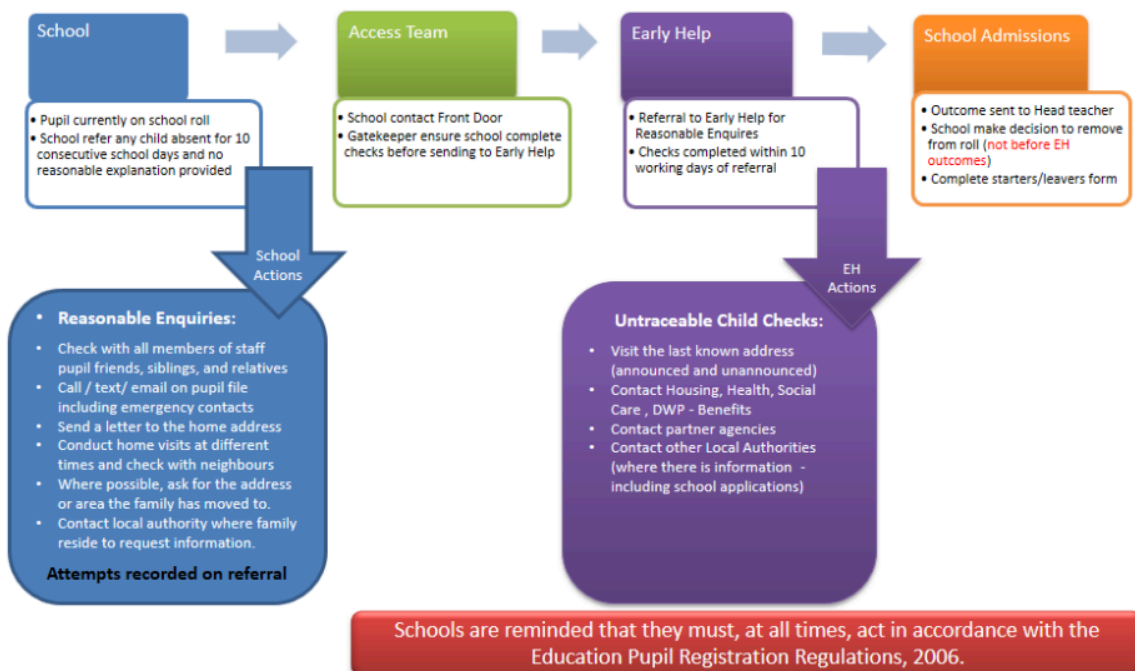 School
Access Team
Early Help
School Admissions
• Pupil currently on school roll
• School refer any child absent for 10
consecutive school days and no
reasonable explanation provided
• School contact Front Door
• Gatekeeper ensure school complete
checks before sending to Early Help
• Referral to Early Help for
Reasonable Enquires
• Checks completed within 10
working days of referral
• Outcome sent to Head teacher
• School make decision to remove
from roll (not before EH
outcomes)
• Complete starters/leavers form
School
Actions
EH
Actions
• Reasonable Enquiries:
• Check with all members of staff
pupil friends, siblings, and relatives
• Call / text/ email on pupil file
including emergency contacts
• Send a letter to the home address
• Conduct home visits at different
times and check with neighbours
• Where possible, ask for the address
or area the family has moved to.
• Contact local authority where family
reside to request information.
Attempts recorded on referral
Untraceable Child Checks:
• Visit the last known address
(announced and unannounced)
• Contact Housing, Health, Social
Care , DWP - Benefits
• Contact partner agencies
• Contact other Local Authorities
(where there is information -
including school applications)
Schools are reminded that they must, at all times, act in accordance with the
Education Pupil Registration Regulations, 2006.